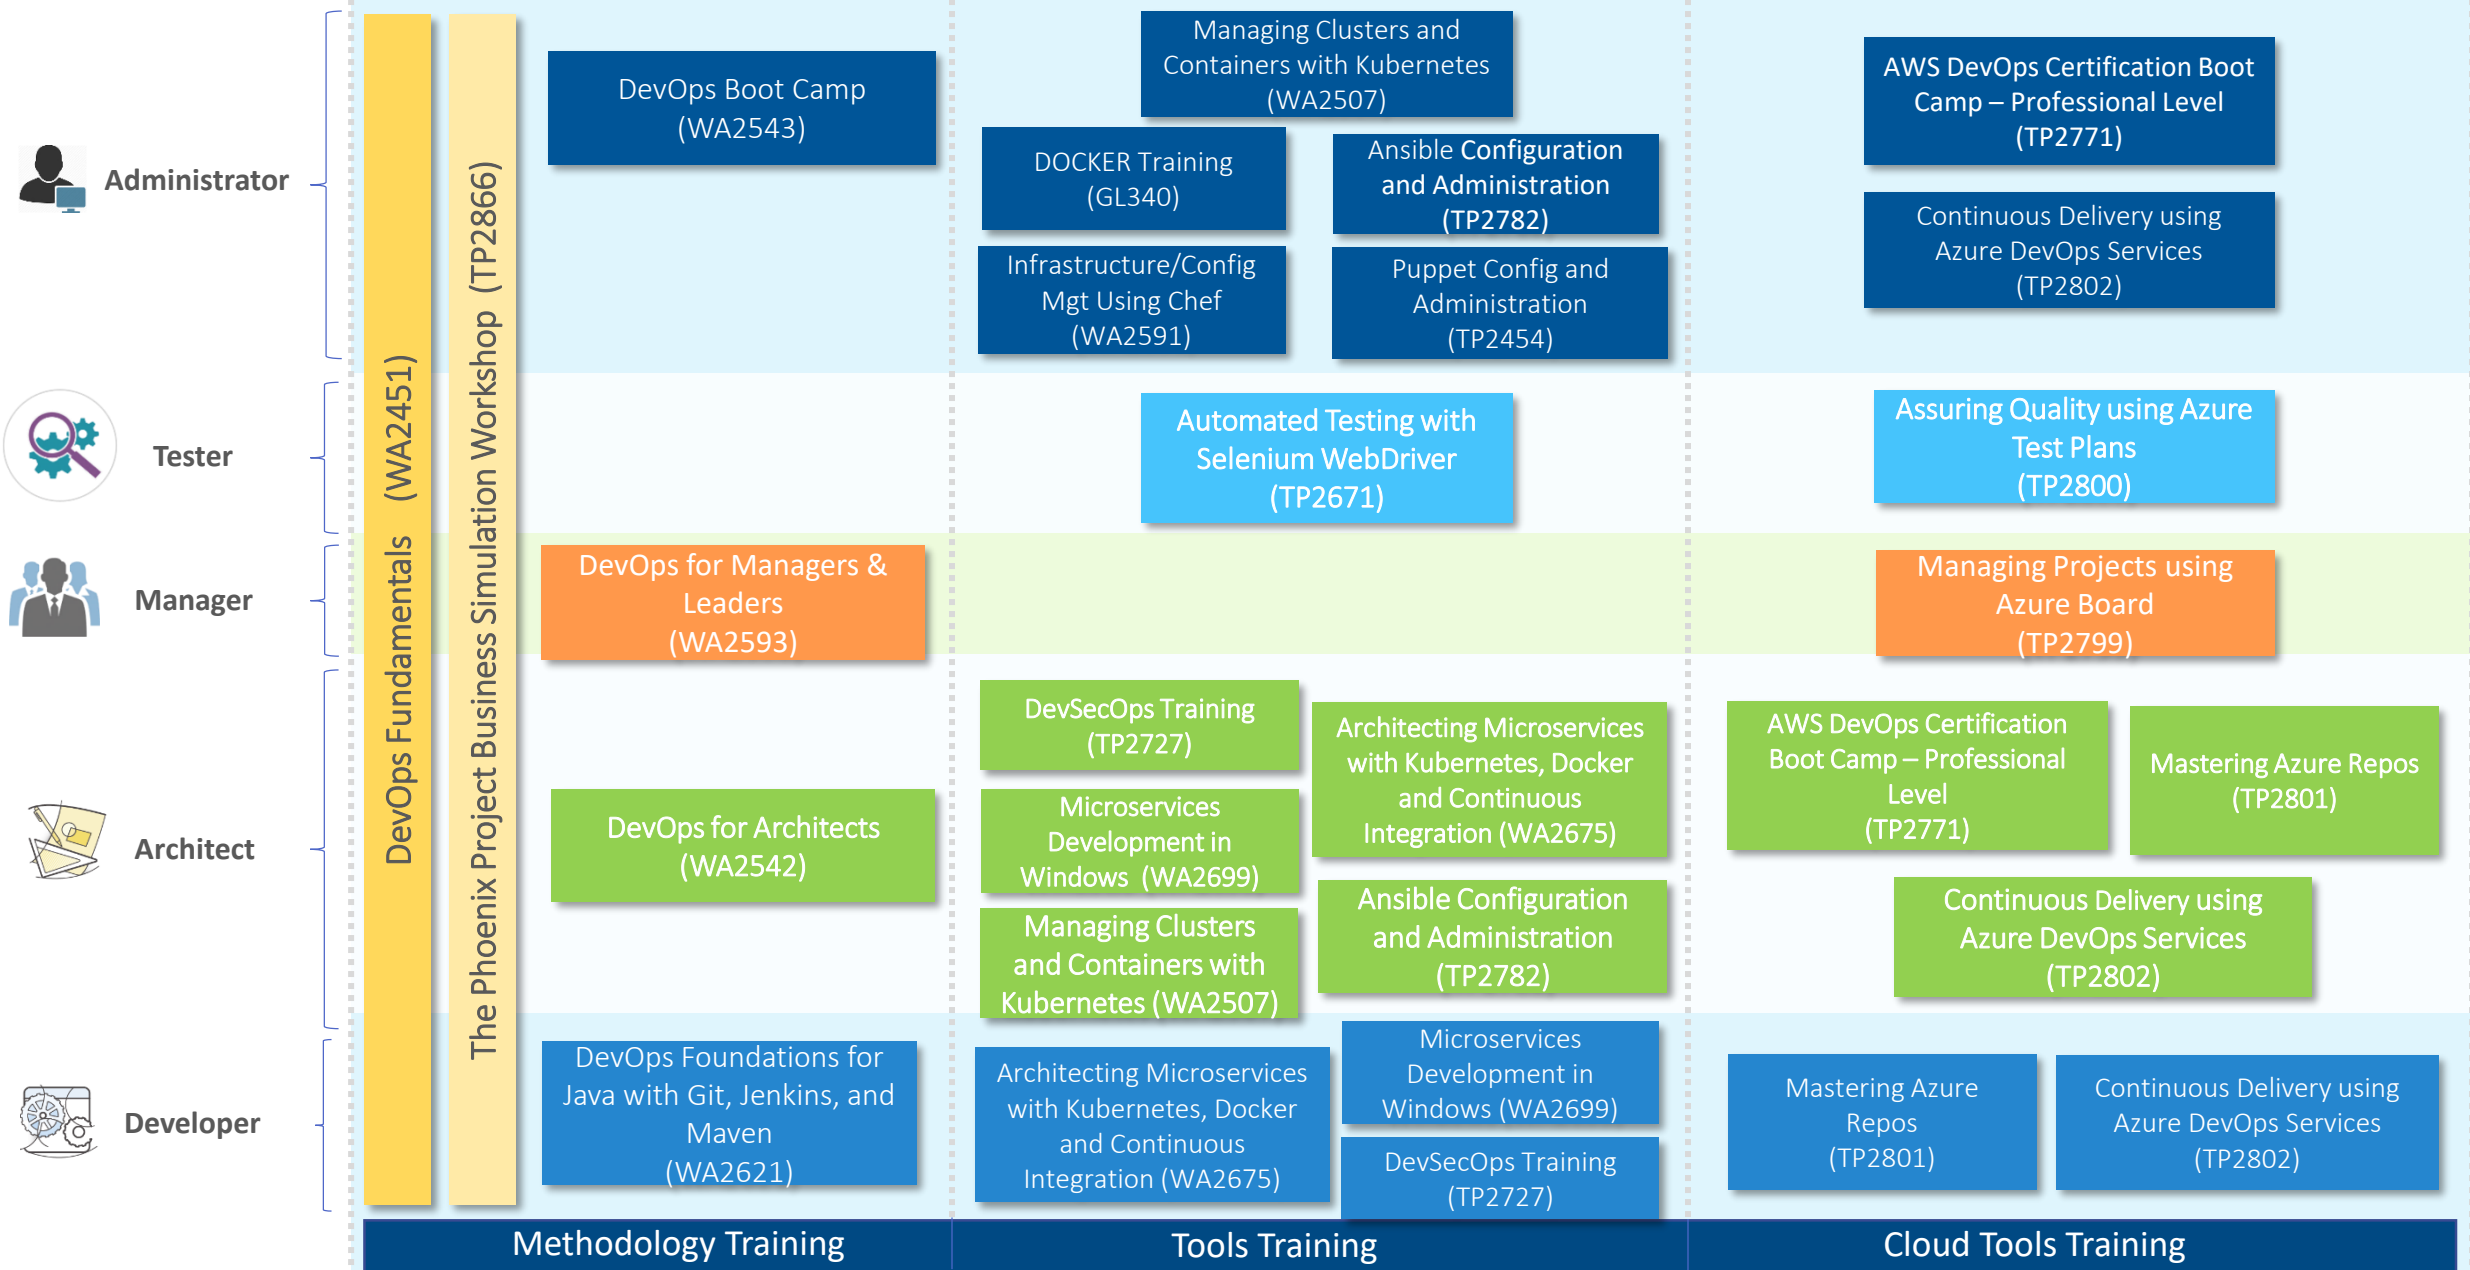 Administrator
Tester
Manager
Architect
Developer
DevOps Fundamentals (WA2451)
The Phoenix Project Business Simulation Workshop (TP2866)
DevOps Boot Camp
(WA2543)
Managing Clusters and
Containers with Kubernetes
(WA2507)
DOCKER Training
(GL340)
Ansible Configuration
and Administration
(TP2782)
Infrastructure/Config
Mgt Using Chef
(WA2591)
Puppet Config and
Administration
(TP2454)
AWS DevOps Certification Boot
Camp – Professional Level
(TP2771)
Continuous Delivery using
Azure DevOps Services
(TP2802)
Automated Testing with
Selenium WebDriver
(TP2671)
Assuring Quality using Azure
Test Plans
(TP2800)
DevOps for Managers &
Leaders
(WA2593)
Managing Projects using
Azure Board
(TP2799)
DevOps for Architects
(WA2542)
DevSecOps Training
(TP2727)
Architecting Microservices
with Kubernetes, Docker
and Continuous
Integration (WA2675)
Microservices
Development in
Windows (WA2699)
Managing Clusters
and Containers with
Kubernetes (WA2507)
Ansible Configuration
and Administration
(TP2782)
AWS DevOps Certification
Boot Camp – Professional
Level
(TP2771)
Mastering Azure Repos
(TP2801)
Continuous Delivery using
Azure DevOps Services
(TP2802)
DevOps Foundations for
Java with Git, Jenkins, and
Maven
(WA2621)
Architecting Microservices
with Kubernetes, Docker
and Continuous
Integration (WA2675)
Microservices
Development in
Windows (WA2699)
DevSecOps Training
(TP2727)
Mastering Azure
Repos
(TP2801)
Continuous Delivery using
Azure DevOps Services
(TP2802)
Methodology Training
Tools Training
Cloud Tools Training